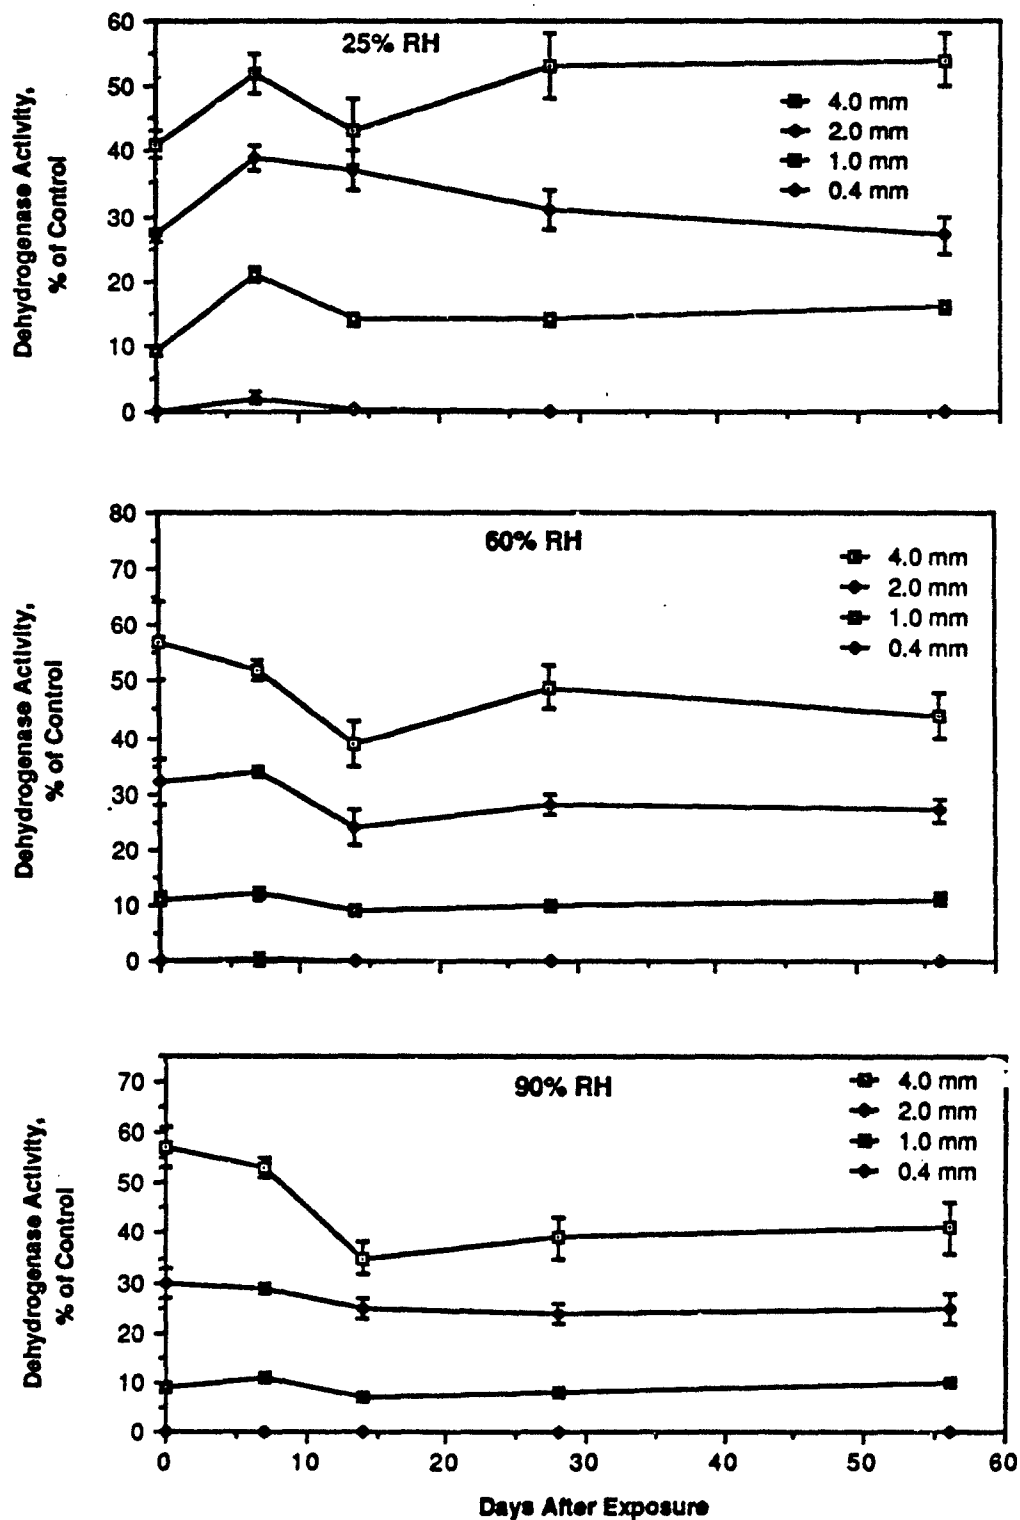 25% RH
Dehydrogenase Activity,
% of Control
60
50
40
30
20
10
0
4.0 mm
2.0 mm
1.0 mm
0.4 mm
60% RH
Dehydrogenase Activity,
% of Control
80
70
60
50
40
30
20
10
0
4.0 mm
2.0 mm
1.0 mm
0.4 mm
90% RH
Dehydrogenase Activity,
% of Control
70
60
50
40
30
20
10
0
4.0 mm
2.0 mm
1.0 mm
0.4 mm
0 10 20 30 40 50 60
Days After Exposure